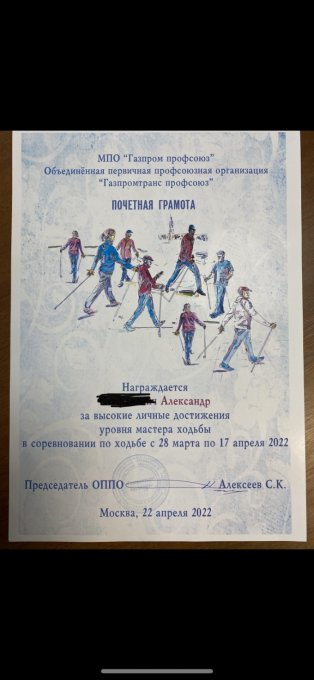 МПО "Газпром профсоюз"
Объединённая первичная профсоюзная организация
"Газпромтранс профсоюз"
ПОЧЕТНАЯ ГРАМОТА
Награждается
Александр
за высокие личные достижения
уровня мастера ходьбы
в соревновании по ходьбе с 28 марта по 17 апреля 2022
Председатель ОППО Алексеев С.К.
Москва, 22 апреля 2022